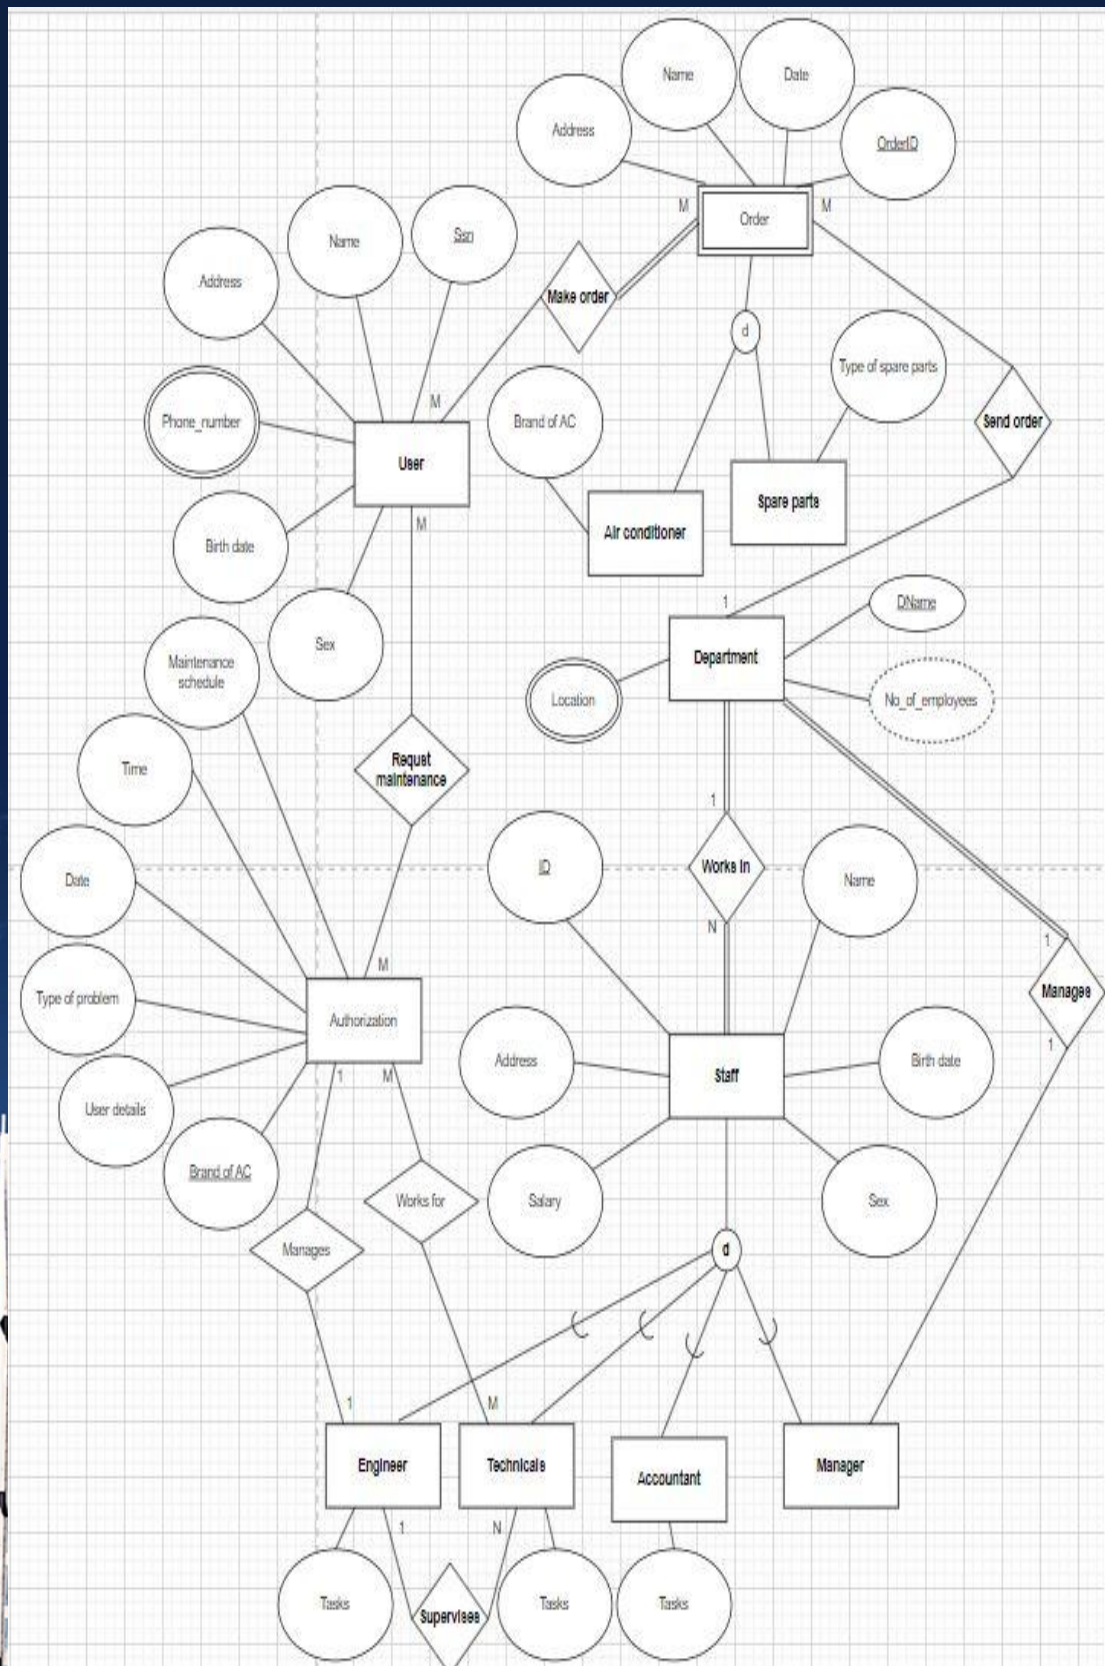 Name
Date
Address
OrderID
M
Order
M
Name
Ssn
Address
Make order
d
Type of spare parts
Phone_number
M
Brand of AC
Send order
User
Spare parts
Air conditioner
M
Birth date
1
DName
Sex
Department
Maintenance
schedule
Location
No_of_employees
Time
Requst
maintenance
1
ID
Works in
Name
Date
N
1
M
Manages
Type of problem
Authorization
1
Address
Staff
Birth date
1
M
User details
Brand of AC
Works for
Salary
Sex
Manages
d
1
M
Engineer
Technicals
Accountant
Manager
1
N
Tasks
Supervises
Tasks
Tasks